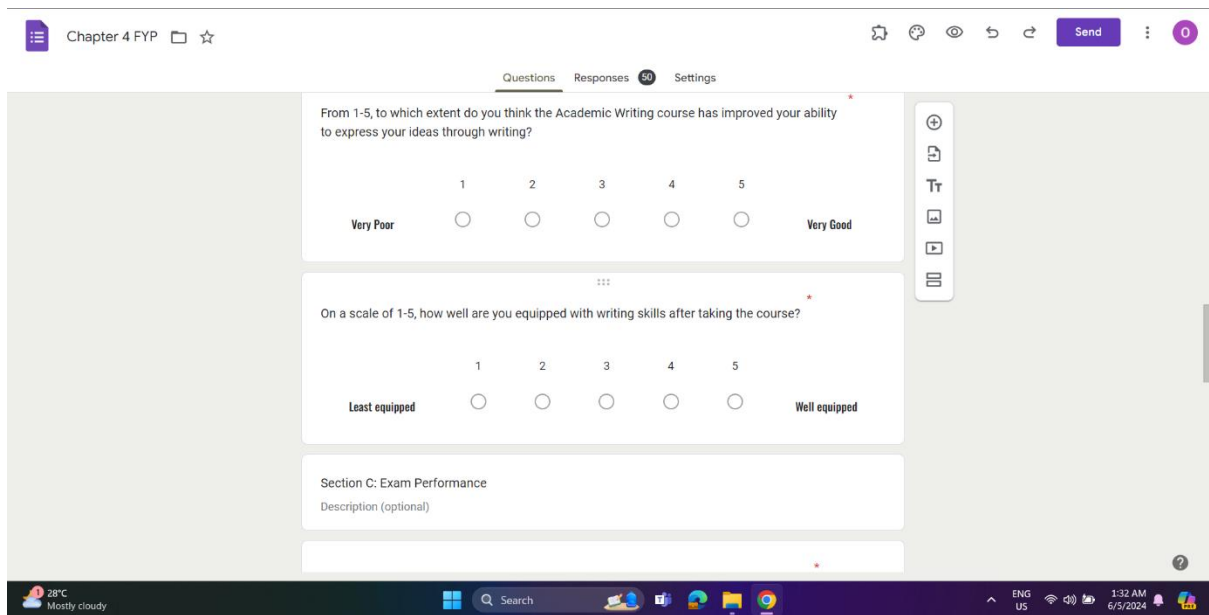 Chapter 4 FYP
Send
O
Questions Responses 50 Settings
From 1-5, to which extent do you think the Academic Writing course has improved your ability *
to express your ideas through writing?
1 2 3 4 5
Very Poor Very Good
Tт
*
On a scale of 1-5, how well are you equipped with writing skills after taking the course?
1 2 3 4 5
Least equipped Well equipped
Section C: Exam Performance
Description (optional)
*
1 28°C
Mostly cloudy
Search
ENG
US
1:32 AM
6/5/2024